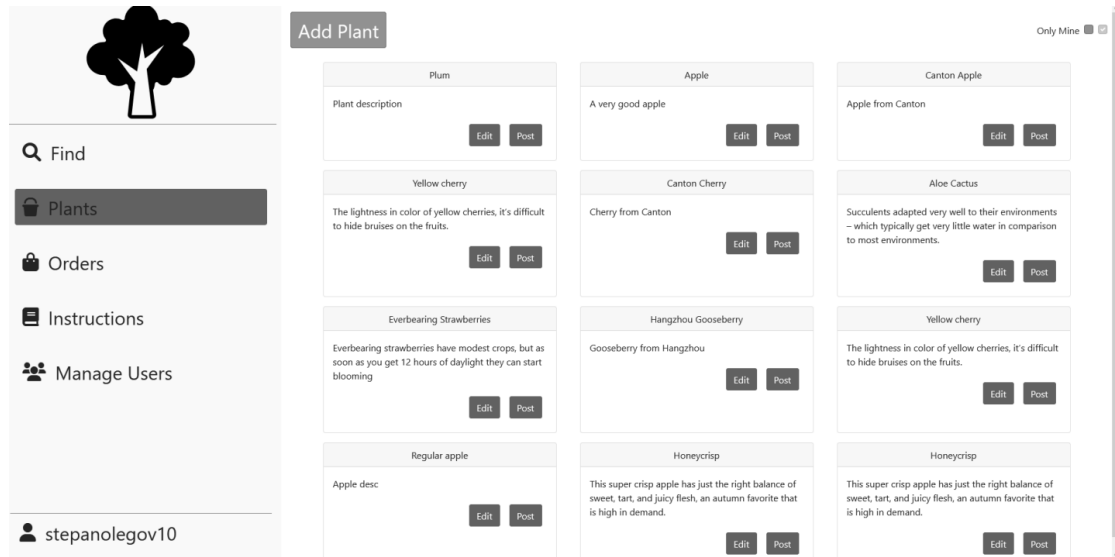 Add Plant
Only Mine
Find
Plants
Orders
Instructions
Manage Users
stepanolegov10
Plum
Plant description
Edit Post
Apple
A very good apple
Edit Post
Canton Apple
Apple from Canton
Edit Post
Yellow cherry
The lightness in color of yellow cherries, it's difficult
to hide bruises on the fruits.
Edit Post
Canton Cherry
Cherry from Canton
Edit Post
Aloe Cactus
Succulents adapted very well to their environments
– which typically get very little water in comparison
to most environments.
Edit Post
Everbearing Strawberries
Everbearing strawberries have modest crops, but as
soon as you get 12 hours of daylight they can start
blooming
Edit Post
Hangzhou Gooseberry
Gooseberry from Hangzhou
Edit Post
Yellow cherry
The lightness in color of yellow cherries, it's difficult
to hide bruises on the fruits.
Edit Post
Regular apple
Apple desc
Edit Post
Honeycrisp
This super crisp apple has just the right balance of
sweet, tart, and juicy flesh, an autumn favorite that
is high in demand.
Edit Post
Honeycrisp
This super crisp apple has just the right balance of
sweet, tart, and juicy flesh, an autumn favorite that
is high in demand.
Edit Post